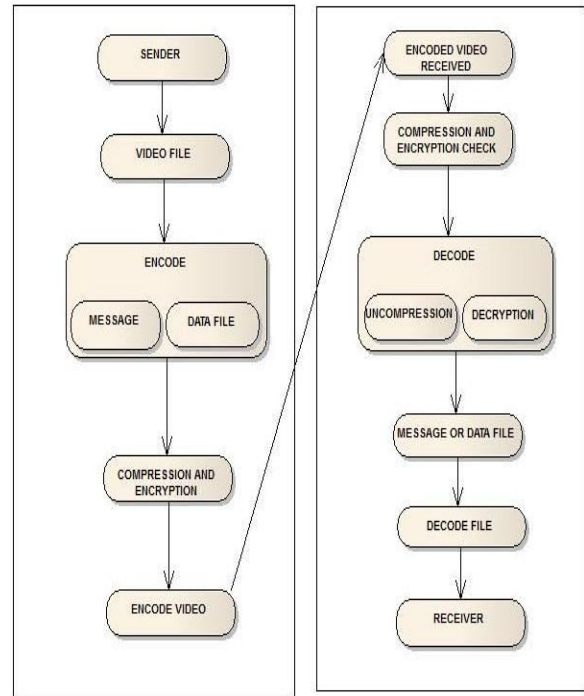 SENDER
VIDEO FILE
ENCODE
MESSAGE
DATA FILE
COMPRESSION AND
ENCRYPTION
ENCODE VIDEO
ENCODED VIDEO
RECEIVED
COMPRESSION AND
ENCRYPTION CHECK
DECODE
UNCOMPRESSION
DECRYPTION
MESSAGE OR DATA FILE
DECODE FILE
RECEIVER